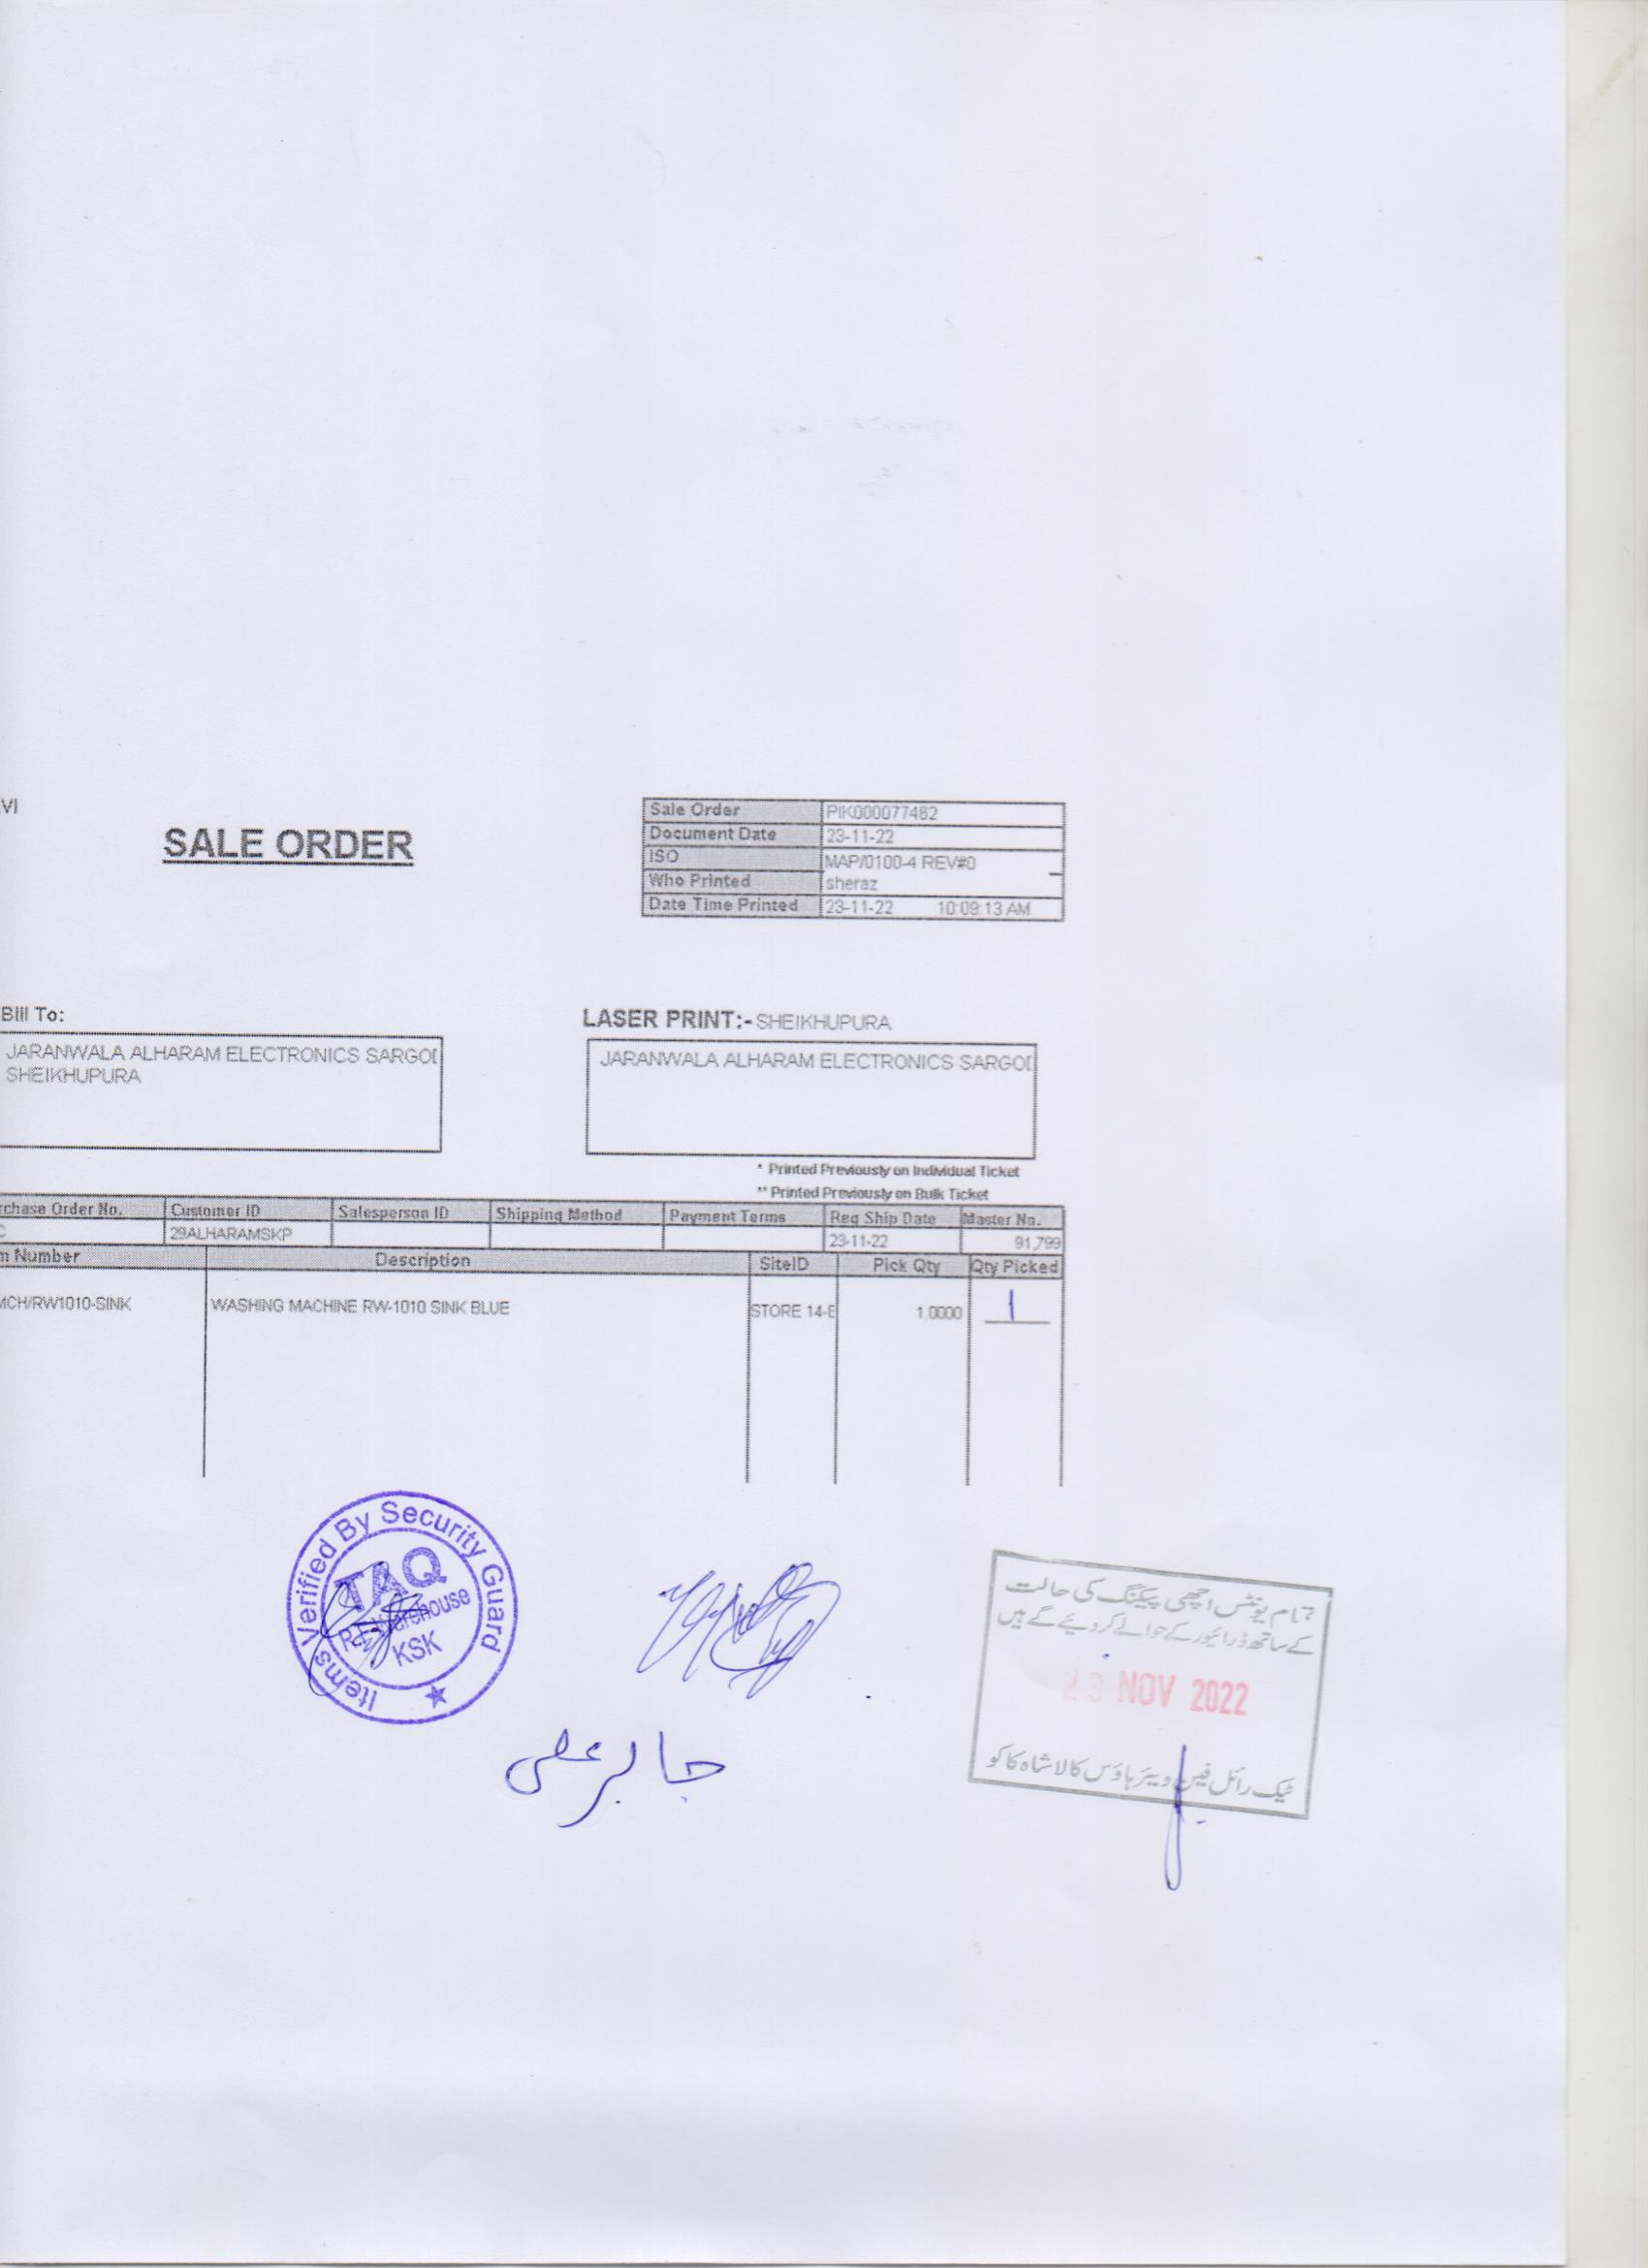 VI
SALE ORDER
Sale Order PIK000077462
Document Date 23-11-22
ISO MAP/0100-4 REV#0
Who Printed sheraz
Date Time Printed 23-11-22 10:09:13 AM
Bill To:
JARANWALA ALHARAM ELECTRONICS SARGO
SHEIKHUPURA
LASER PRINT:- SHEIKHUPURA
JARANWALA ALHARAM ELECTRONICS SARGO
* Printed Previously on Individual Ticket
** Printed Previously on Bulk Ticket
rchase Order No. Customer ID Salesperson ID Shipping Method Payment Terms Req Ship Date Master No.
C 29ALHARAMSKP 23-11-22 91,799
m Number Description SiteID Pick Qty Qty Picked
MCH/RW1010-SINK WASHING MACHINE RW-1010 SINK BLUE STORE 14-E 1.0000 1
Items Verified By Security Guard
TAQ
Warehouse
KSK
تمام یونٹس اچھی پیکنگ کی حالت
کے ساتھ ڈرائیور کے حوالے کر دیئے گے ہیں
23 NOV 2022
ٹیک رائل فین ویئر ہاؤس کالا شاہ کاکو